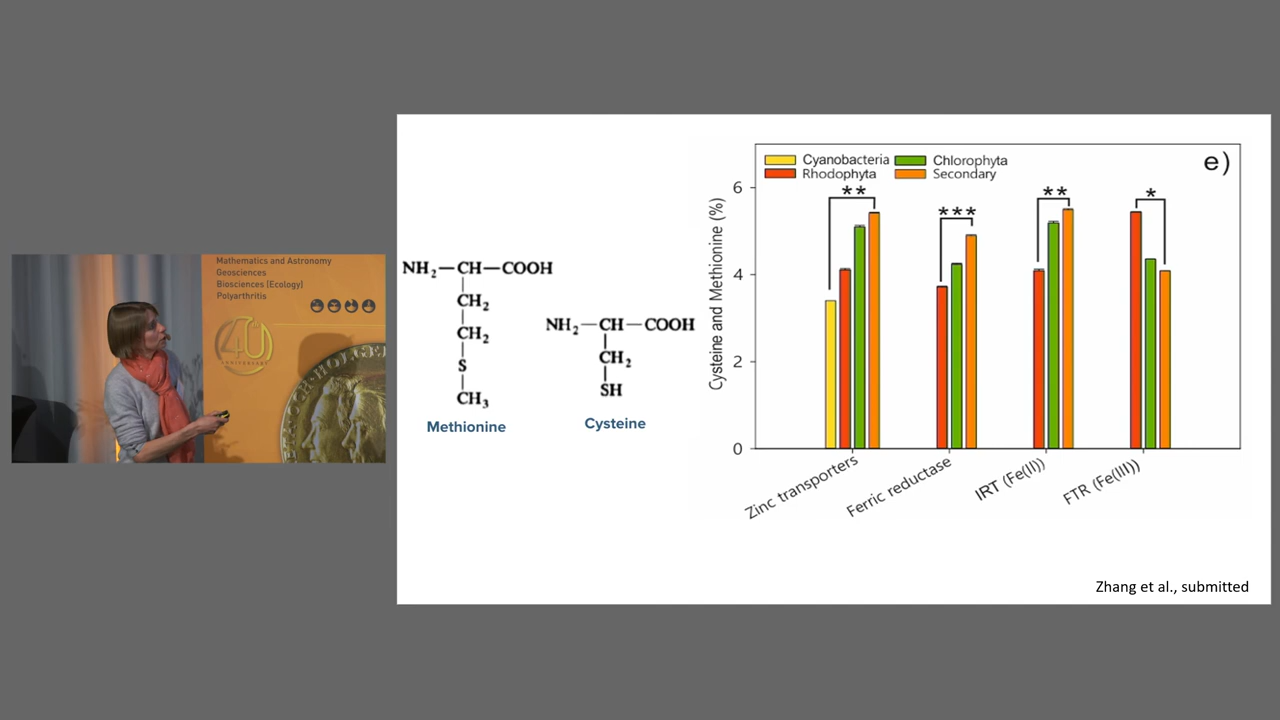 Mathematics and Astronomy
Geosciences
Biosciences (Ecology)
Polyarthritis
40
ANNIVERSARY
NH₂—CH—COOH
CH₂
CH₂
S
CH₃
Methionine
NH₂—CH—COOH
CH₂
SH
Cysteine
e)
Cyanobacteria
Chlorophyta
Rhodophyta
Secondary
Cysteine and Methionine (%)
6
4
2
0
**
***
**
*
Zinc transporters
Ferric reductase
IRT (Fe(II))
FTR (Fe(III))
Zhang et al., submitted